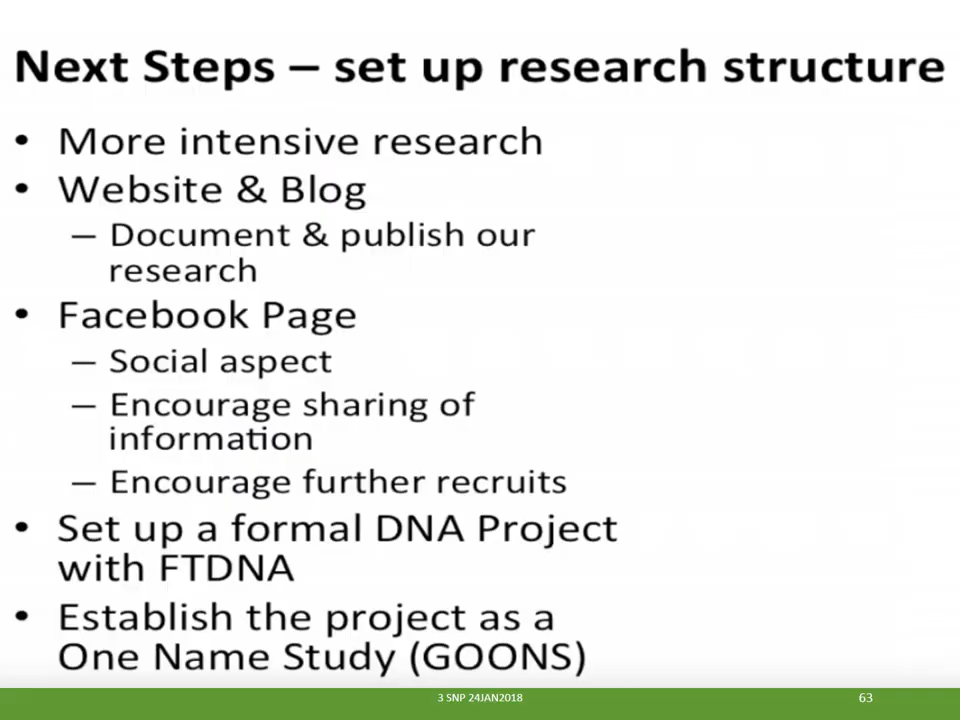 Next Steps – set up research structure
• More intensive research
• Website & Blog
– Document & publish our
research
• Facebook Page
– Social aspect
– Encourage sharing of
information
– Encourage further recruits
• Set up a formal DNA Project
with FTDNA
• Establish the project as a
One Name Study (GOONS)
3 SNP 24JAN2018
63